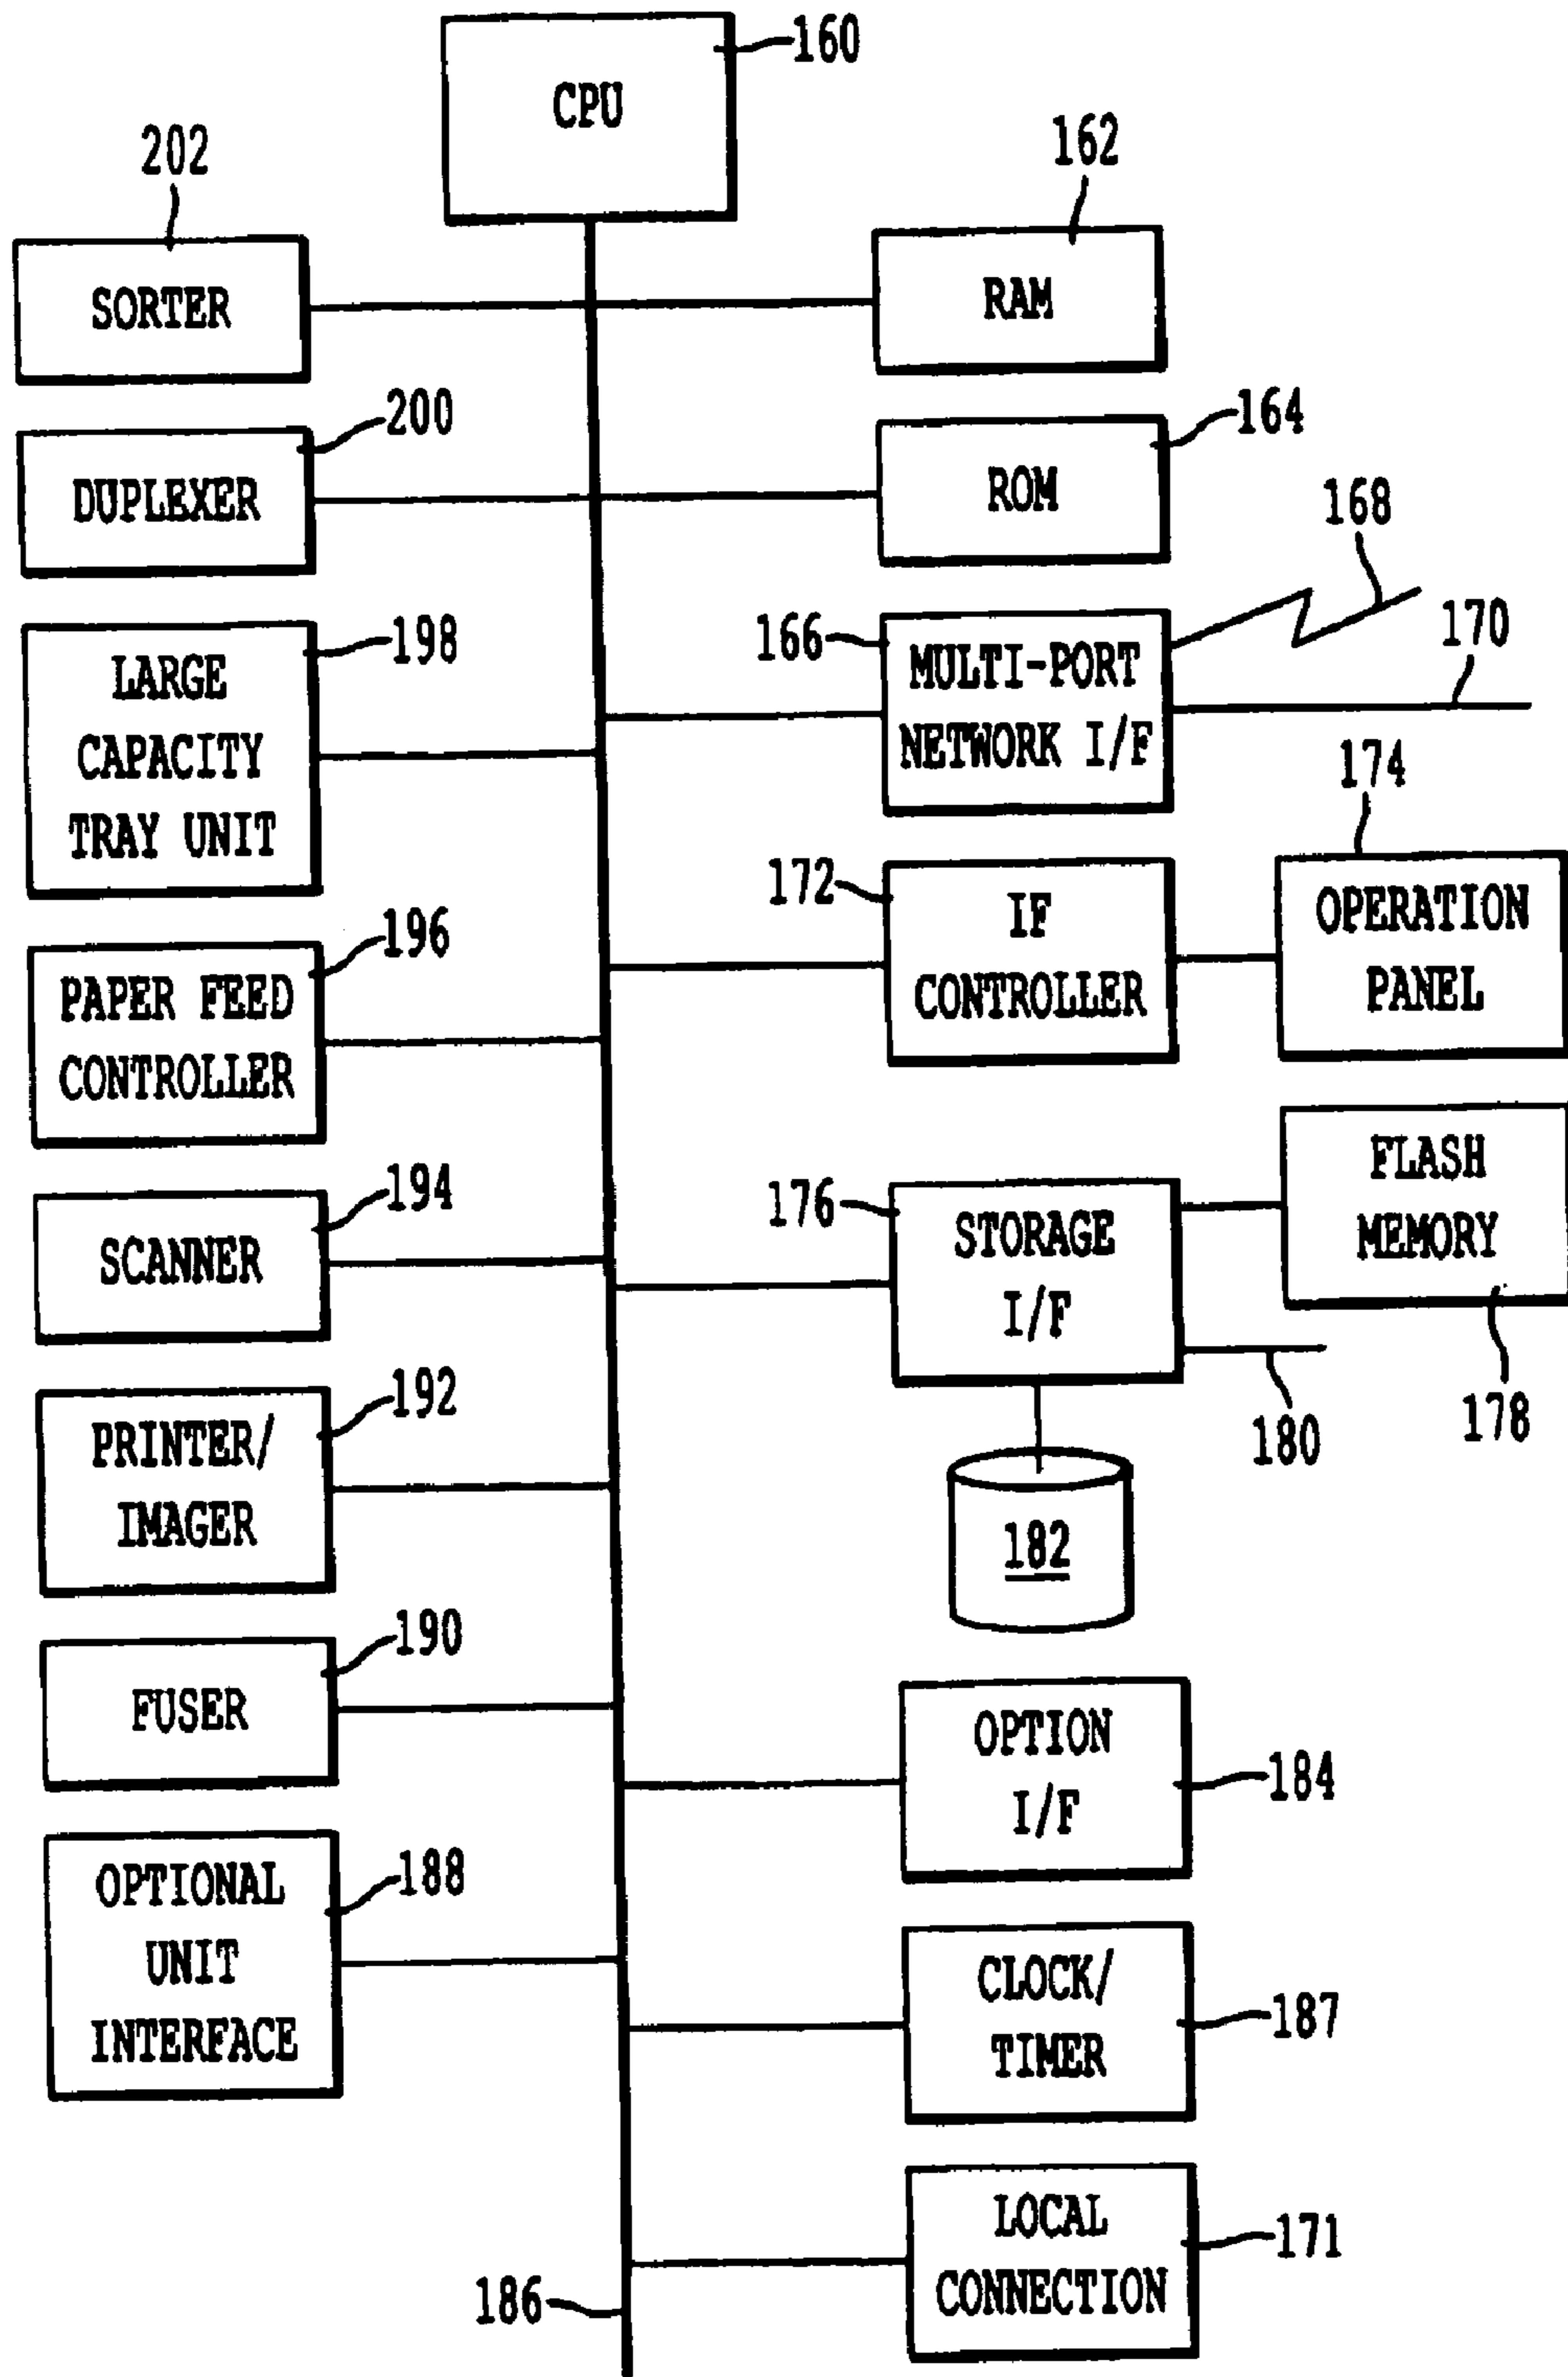 CPU
160
202
SORTER
162
RAM
200
DUPLEXER
164
ROM
168
198
LARGE
CAPACITY
TRAY UNIT
166
MULTI-PORT
NETWORK I/F
170
174
172
IF
CONTROLLER
OPERATION
PANEL
196
PAPER FEED
CONTROLLER
194
SCANNER
176
STORAGE
I/F
FLASH
MEMORY
178
180
192
PRINTER/
IMAGER
182
190
FUSER
OPTION
I/F
184
188
OPTIONAL
UNIT
INTERFACE
CLOCK/
TIMER
187
LOCAL
CONNECTION
171
186